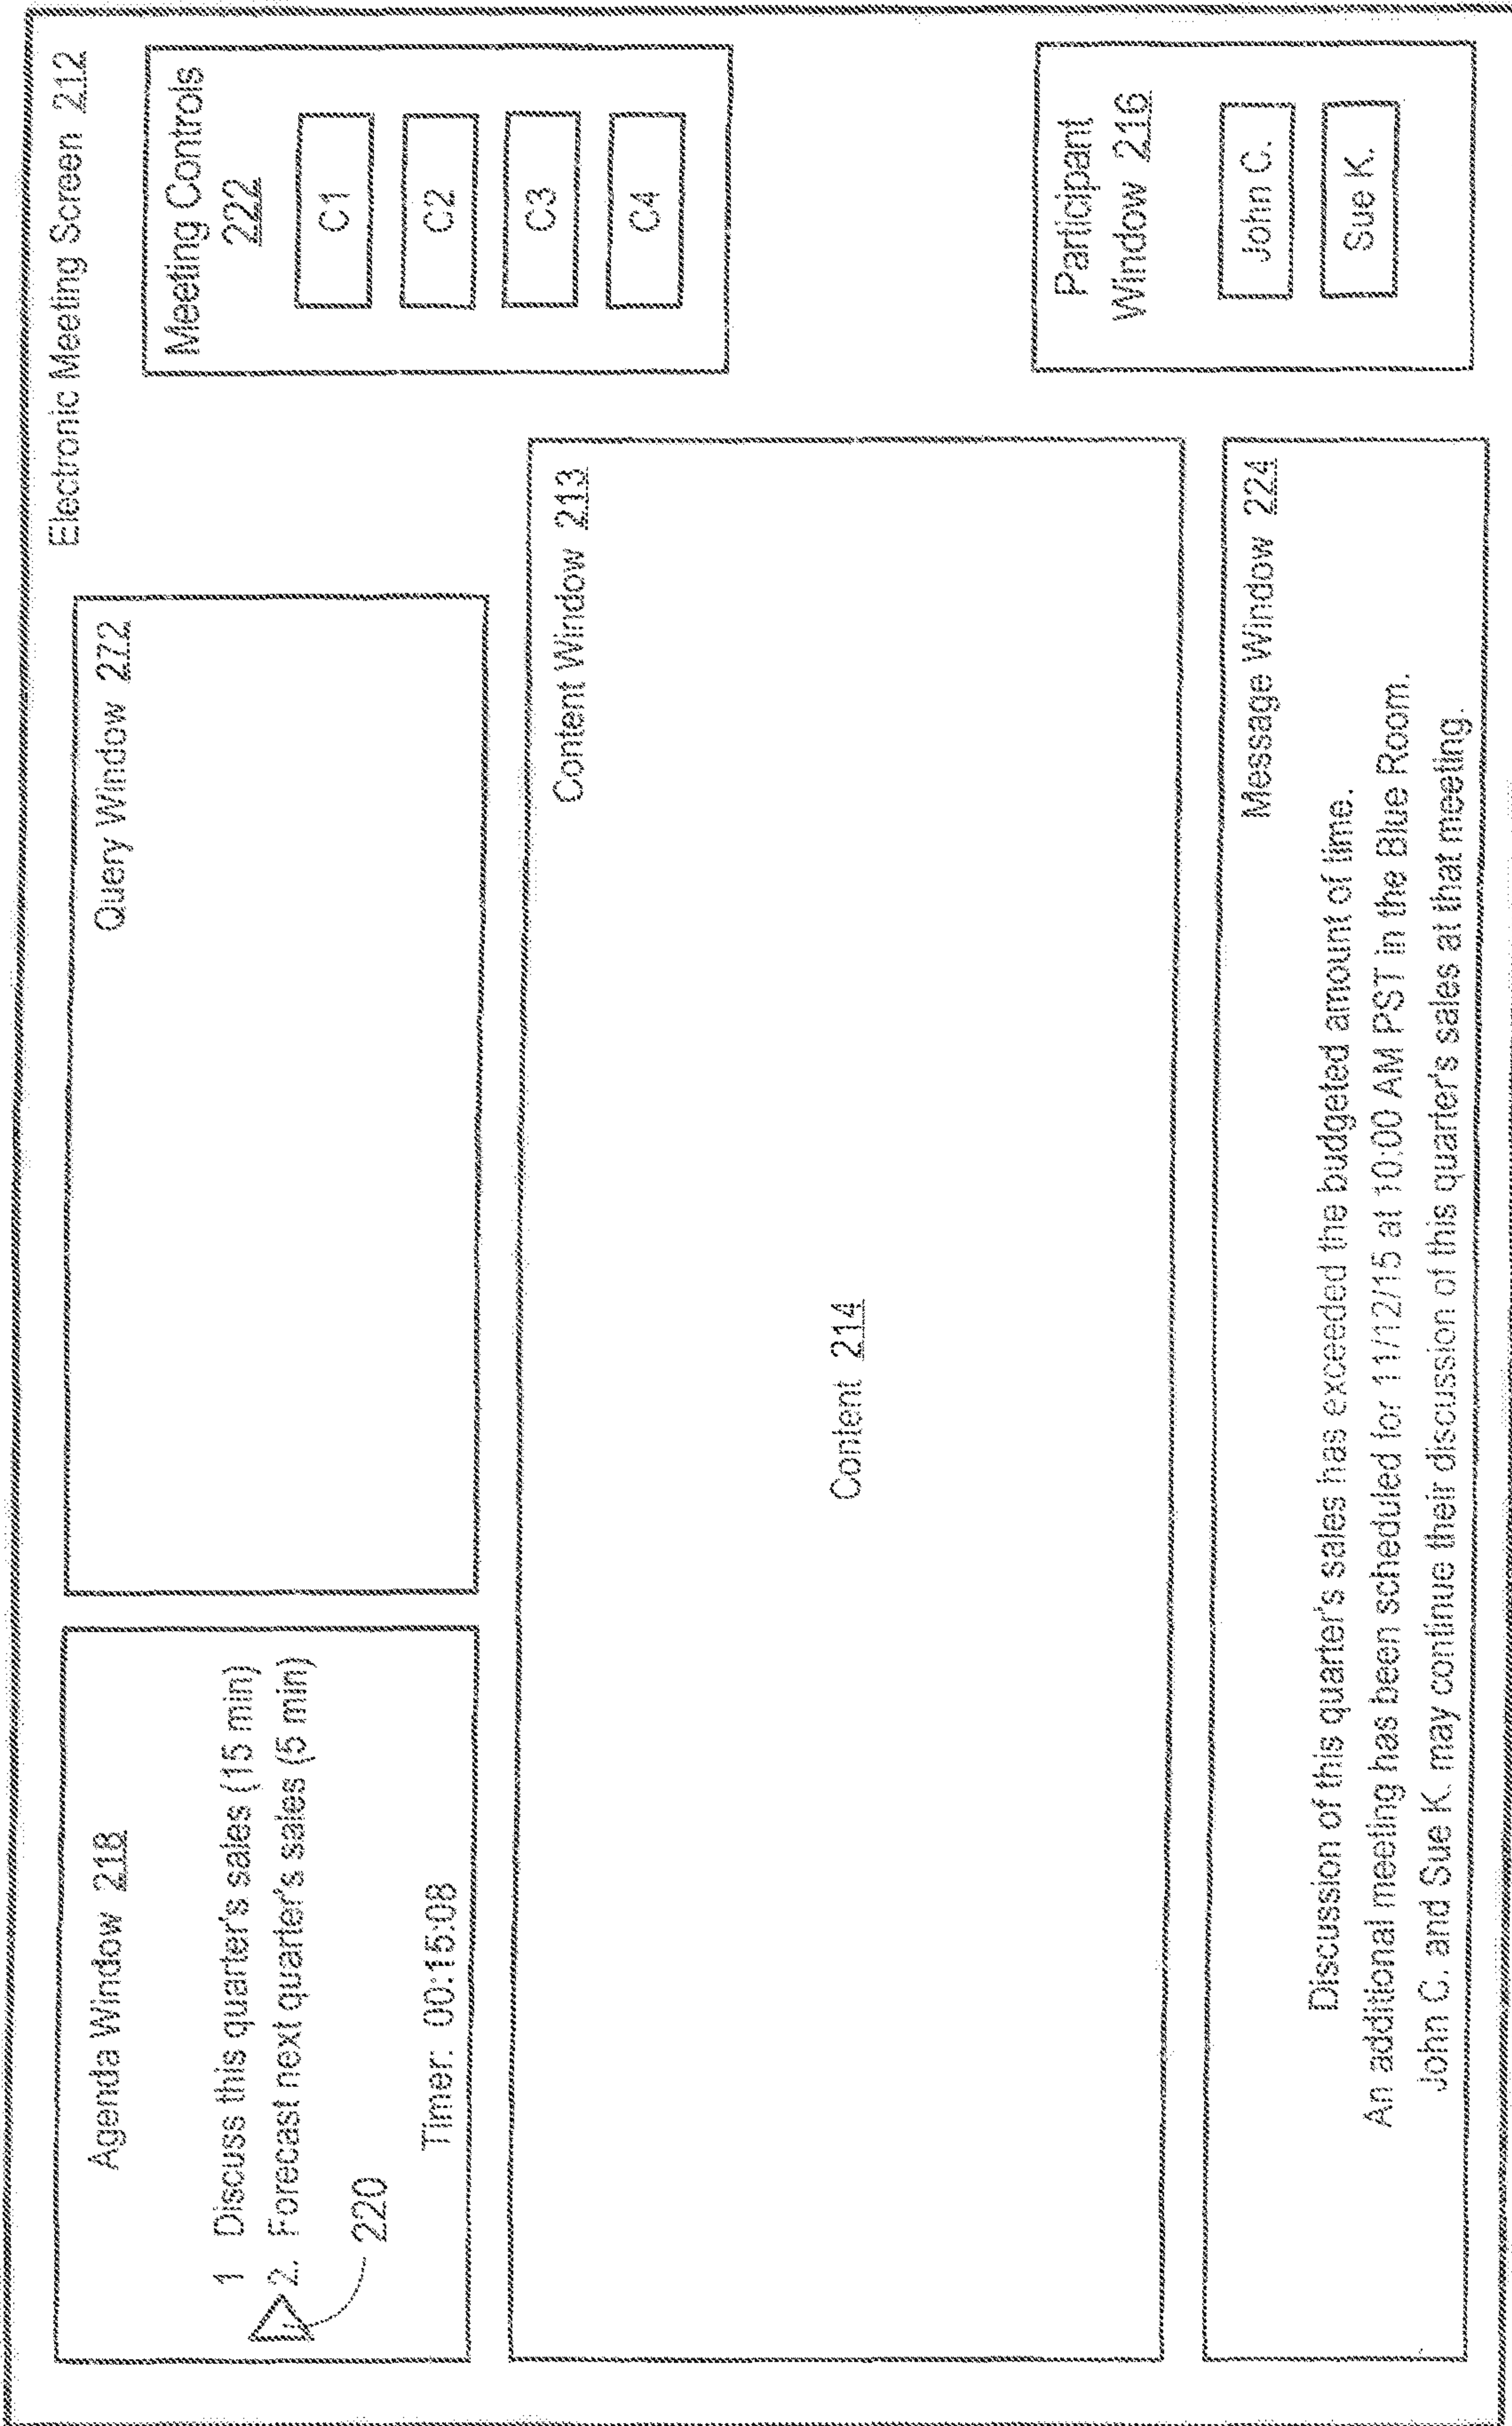 Electronic Meeting Screen 212
Agenda Window 218
1 Discuss this quarter's sales (15 min)
2. Forecast next quarter's sales (5 min)
220
Timer: 00:15:08
Query Window 272
Meeting Controls
222
C1
C2
C3
C4
Content Window 213
Content 214
Participant
Window 216
John C.
Sue K.
Message Window 224
Discussion of this quarter's sales has exceeded the budgeted amount of time.
An additional meeting has been scheduled for 11/12/15 at 10:00 AM PST in the Blue Room.
John C. and Sue K. may continue their discussion of this quarter's sales at that meeting.